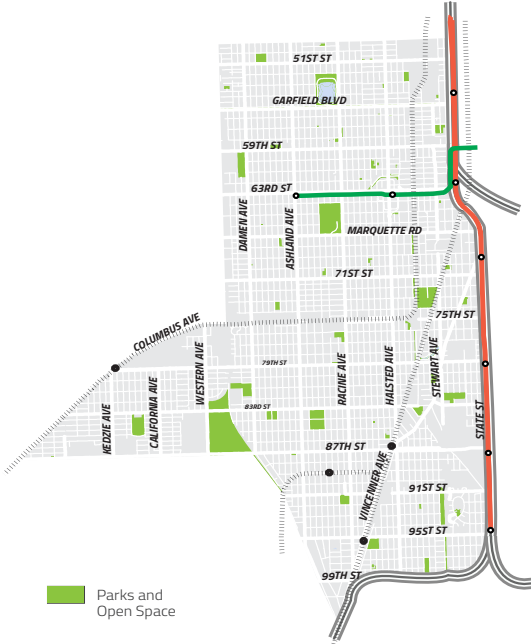 51ST ST
GARFIELD BLVD
59TH ST
63RD ST
DAMEN AVE
ASHLAND AVE
MARQUETTE RD
71ST ST
75TH ST
COLUMBUS AVE
WESTERN AVE
79TH ST
RACINE AVE
HALSTED AVE
STEWART AVE
HEDZIE AVE
CALIFORNIA AVE
83RD ST
STATE ST
87TH ST
VINCENNER AVE
91ST ST
95ST ST
99TH ST
Parks and
Open Space